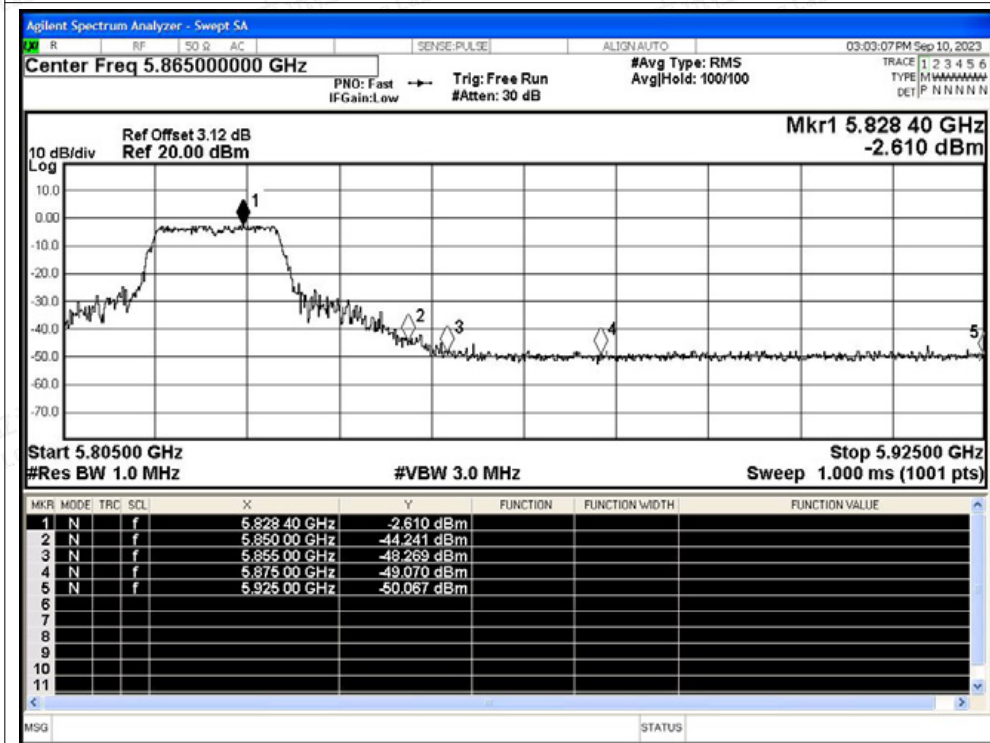 Agilent Spectrum Analyzer - Swept SA
R RF 50 Ω AC SENSE:PULSE ALIGN AUTO 03:03:07 PM Sep 10, 2023
Center Freq 5.865000000 GHz
PNO: Fast
IFGain:Low
Trig: Free Run
#Atten: 30 dB
#Avg Type: RMS
Avg|Hold: 100/100
TRACE 1 2 3 4 5 6
TYPE M
DET P N N N N N
Ref Offset 3.12 dB
10 dB/div Ref 20.00 dBm
Log
Mkr1 5.828 40 GHz
-2.610 dBm
10.0
0.00
-10.0
-20.0
-30.0
-40.0
-50.0
-60.0
-70.0
1
2
3
4
5
Start 5.80500 GHz Stop 5.92500 GHz
#Res BW 1.0 MHz #VBW 3.0 MHz Sweep 1.000 ms (1001 pts)
MKR MODE TRC SCL X Y FUNCTION FUNCTION WIDTH FUNCTION VALUE
1 N f 5.828 40 GHz -2.610 dBm
2 N f 5.850 00 GHz -44.241 dBm
3 N f 5.855 00 GHz -48.269 dBm
4 N f 5.875 00 GHz -49.070 dBm
5 N f 5.925 00 GHz -50.067 dBm
6
7
8
9
10
11
MSG STATUS